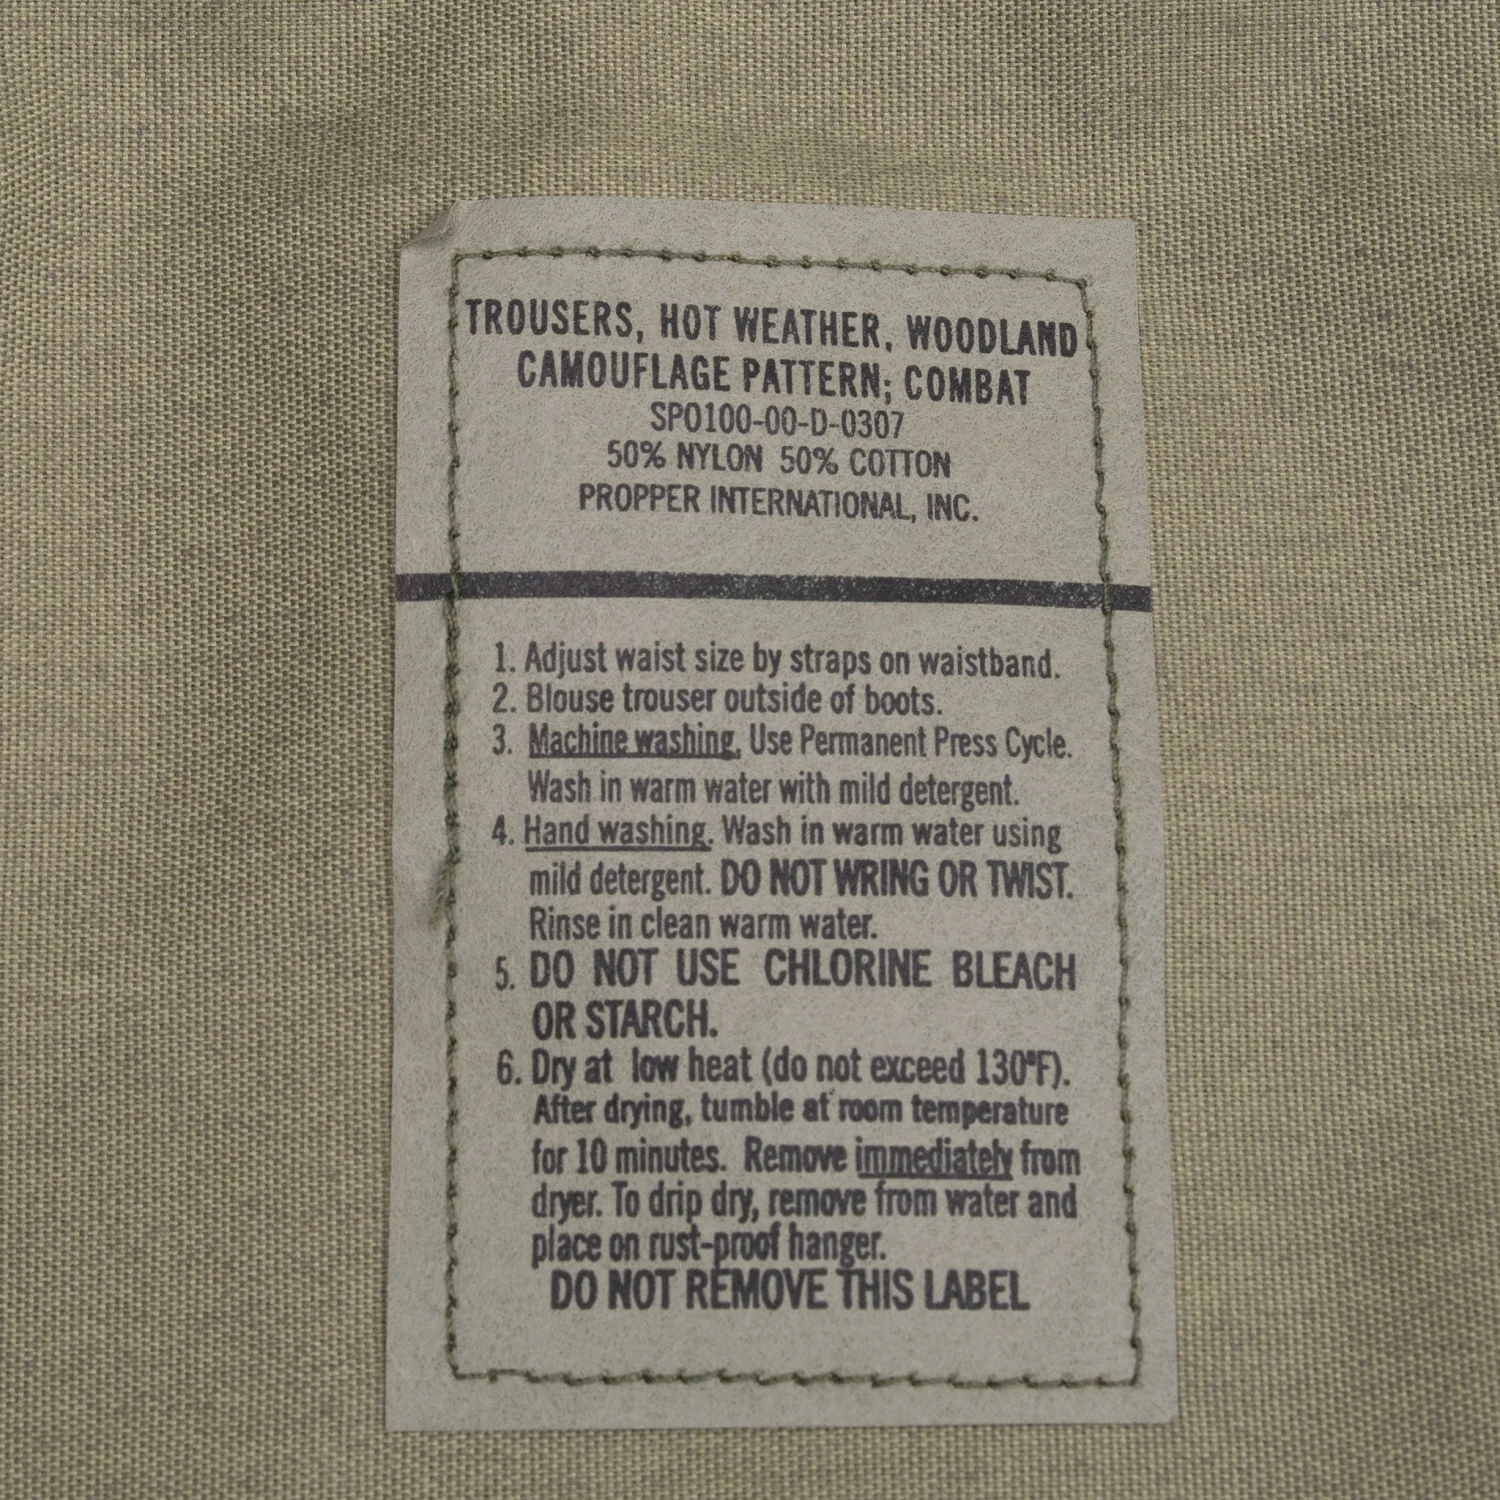 TROUSERS, HOT WEATHER, WOODLAND
CAMOUFLAGE PATTERN; COMBAT
SPO100-00-D-0307
50% NYLON 50% COTTON
PROPPER INTERNATIONAL, INC.
1. Adjust waist size by straps on waistband.
2. Blouse trouser outside of boots.
3. Machine washing. Use Permanent Press Cycle.
Wash in warm water with mild detergent.
4. Hand washing. Wash in warm water using
mild detergent. DO NOT WRING OR TWIST.
Rinse in clean warm water.
5. DO NOT USE CHLORINE BLEACH
OR STARCH.
6. Dry at low heat (do not exceed 130°F).
After drying, tumble at room temperature
for 10 minutes. Remove immediately from
dryer. To drip dry, remove from water and
place on rust-proof hanger.
DO NOT REMOVE THIS LABEL